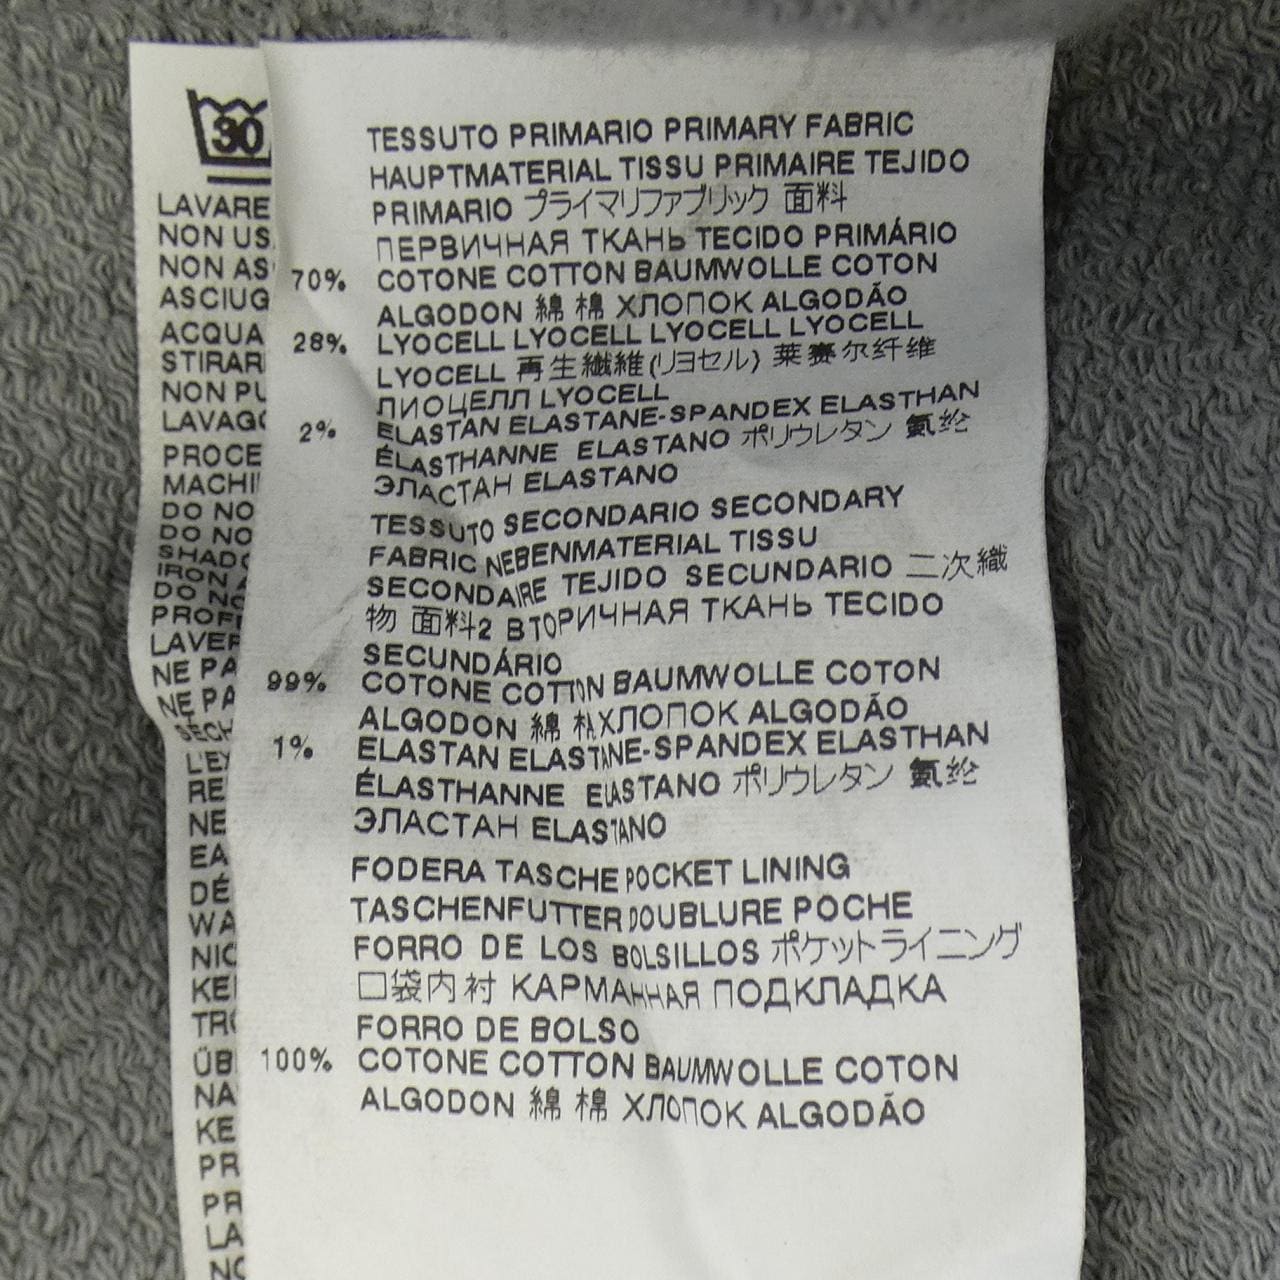 30
LAVARE
NON US
NON AS
ASCIUG
ACQUA
STIRAR
NON PU
LAVAG
PROCE
MACHI
DO NO
DO NO
SHADO
IRON A
DO NO
PROF
LAVER
NE PA
NE PA
SÉCH
L'EX
RE
NE
EA
DÉ
WA
NIC
KEI
TRO
ÜB
NA
KE
PR
PR
LA
NO
TESSUTO PRIMARIO PRIMARY FABRIC
HAUPTMATERIAL TISSU PRIMAIRE TEJIDO
PRIMARIO プライマリファブリック 面料
ПЕРВИЧНАЯ ТКАНЬ TECIDO PRIMÁRIO
70% COTONE COTTON BAUMWOLLE COTON
ALGODON 綿 棉 ХЛОПОК ALGODÃO
28% LYOCELL LYOCELL LYOCELL LYOCELL
LYOCELL 再生繊維(リヨセル) 莱赛尔纤维
ЛИОЦЕЛЛ LYOCELL
2% ELASTAN ELASTANE-SPANDEX ELASTHAN
ÉLASTHANNE ELASTANO ポリウレタン 氨纶
ЭЛАСТАН ELASTANO
TESSUTO SECONDARIO SECONDARY
FABRIC NEBENMATERIAL TISSU
SECONDAIRE TEJIDO SECUNDARIO 二次織
物 面料2 ВТОРИЧНАЯ ТКАНЬ TECIDO
SECUNDÁRIO
99% COTONE COTTON BAUMWOLLE COTON
ALGODON 綿 棉 ХЛОПОК ALGODÃO
1% ELASTAN ELASTANE-SPANDEX ELASTHAN
ÉLASTHANNE ELASTANO ポリウレタン 氨纶
ЭЛАСТАН ELASTANO
FODERA TASCHE POCKET LINING
TASCHENFUTTER DOUBLURE POCHE
FORRO DE LOS BOLSILLOS ポケットライニング
口袋内衬 КАРМАННАЯ ПОДКЛАДКА
FORRO DE BOLSO
100% COTONE COTTON BAUMWOLLE COTON
ALGODON 綿 棉 ХЛОПОК ALGODÃO